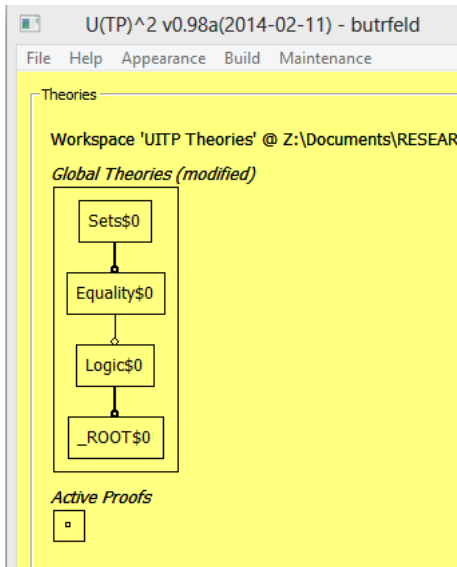 U(TP)^2 v0.98a(2014-02-11) - butrfeld
File Help Appearance Build Maintenance
Theories
Workspace 'UITP Theories' @ Z:\Documents\RESEAR
Global Theories (modified)
Sets$0
Equality$0
Logic$0
_ROOT$0
Active Proofs